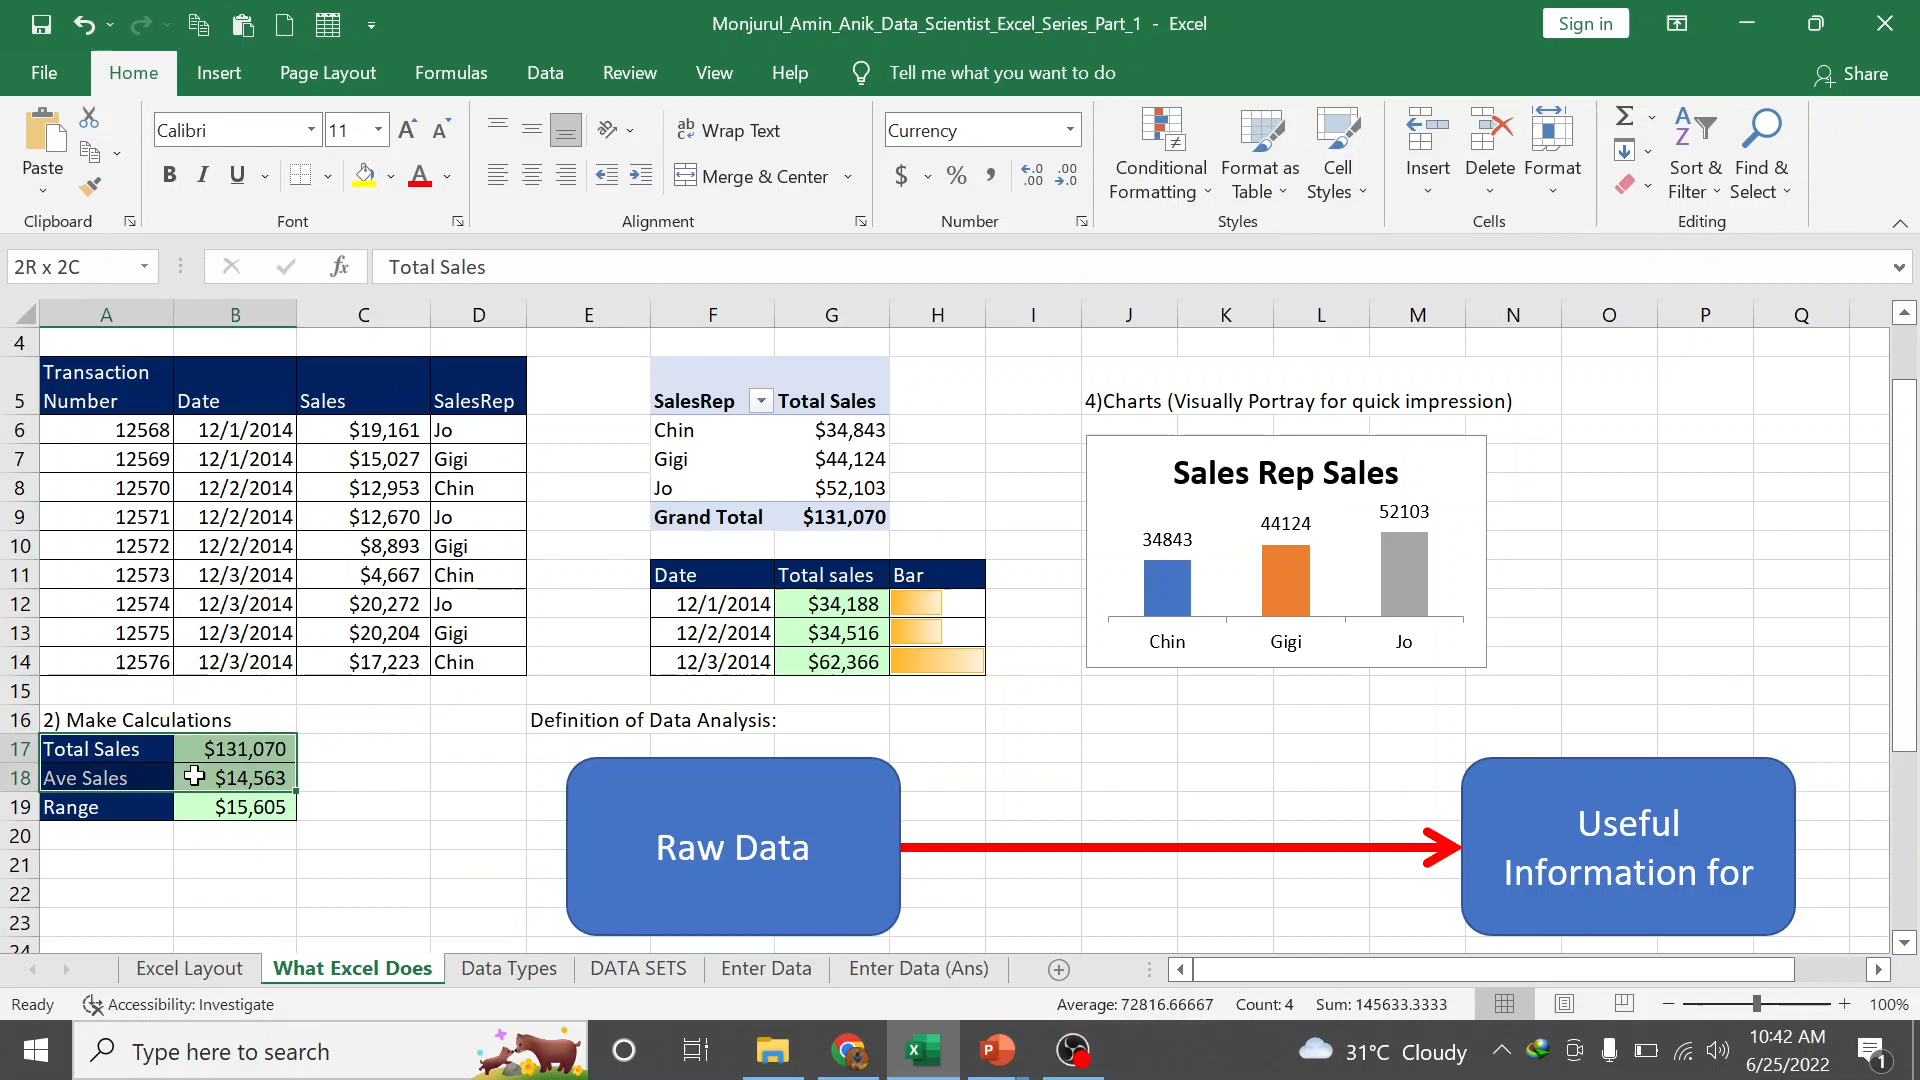 Monjurul_Amin_Anik_Data_Scientist_Excel_Series_Part_1 - Excel
Sign in
File Home Insert Page Layout Formulas Data Review View Help Tell me what you want to do Share
Calibri 11 Wrap Text Currency
Paste B I U Merge & Center $ % , Conditional Formatting Format as Table Cell Styles Insert Delete Format Sort & Filter Find & Select
Clipboard Font Alignment Number Styles Cells Editing
2R x 2C fx Total Sales
A B C D E F G H I J K L M N O P Q
4
5 Transaction Number Date Sales SalesRep SalesRep Total Sales 4)Charts (Visually Portray for quick impression)
6 12568 12/1/2014 $19,161 Jo Chin $34,843
7 12569 12/1/2014 $15,027 Gigi Gigi $44,124
8 12570 12/2/2014 $12,953 Chin Jo $52,103
9 12571 12/2/2014 $12,670 Jo Grand Total $131,070
10 12572 12/2/2014 $8,893 Gigi
11 12573 12/3/2014 $4,667 Chin Date Total sales Bar
12 12574 12/3/2014 $20,272 Jo 12/1/2014 $34,188
13 12575 12/3/2014 $20,204 Gigi 12/2/2014 $34,516
14 12576 12/3/2014 $17,223 Chin 12/3/2014 $62,366
Sales Rep Sales
34843 44124 52103
Chin Gigi Jo
15
16 2) Make Calculations Definition of Data Analysis:
17 Total Sales $131,070
18 Ave Sales $14,563
19 Range $15,605
20
21
22
23
24
Raw Data
Useful
Information for
Excel Layout What Excel Does Data Types DATA SETS Enter Data Enter Data (Ans)
Ready Accessibility: Investigate Average: 72816.66667 Count: 4 Sum: 145633.3333 100%
Type here to search 31°C Cloudy 10:42 AM
6/25/2022
1